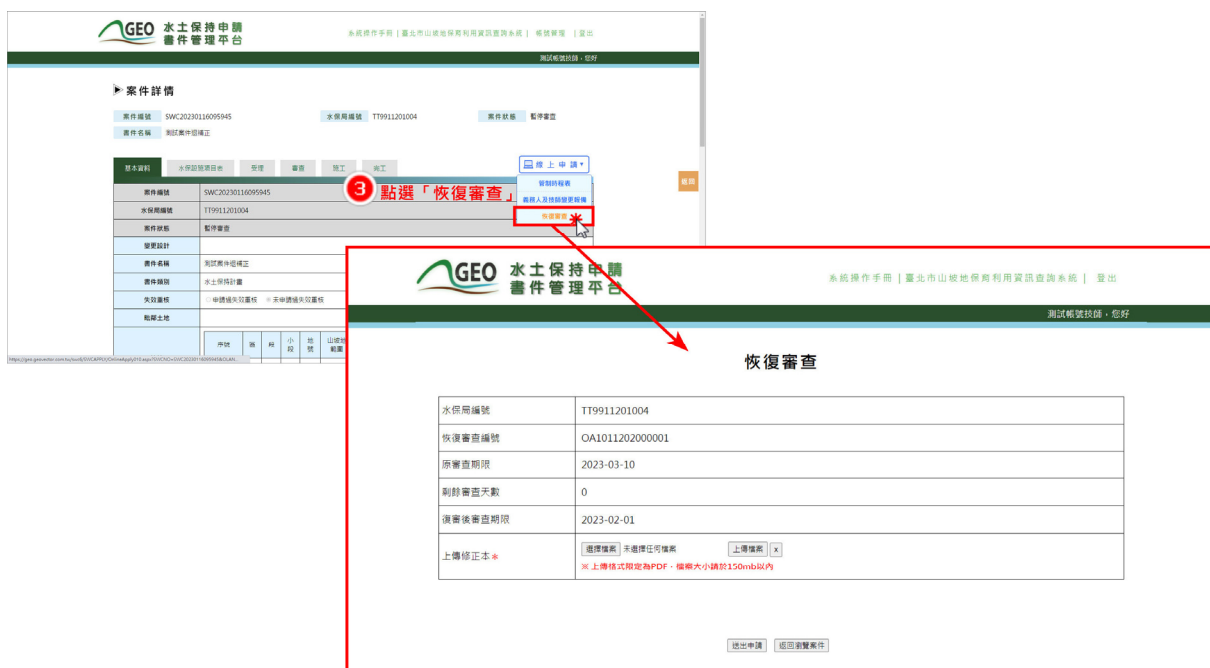 GEO 水土保持申請
書件管理平台
系統操作手冊 | 臺北市山坡地保育利用資訊查詢系統 | 帳號管理 | 登出
測試帳號技師，您好
案件詳情
案件編號 SWC20230116095945 水保局編號 TT9911201004 案件狀態 暫停審查
書件名稱 測試案件逕補正
基本資料 水保設施項目表 受理 審查 施工 完工
線上申請▼
管制時程表
義務人及技師變更報備
恢復審查
返回
3 點選「恢復審查」
案件編號 SWC20230116095945
水保局編號 TT9911201004
案件狀態 暫停審查
變更設計
書件名稱 測試案件逕補正
書件類別 水土保持計畫
失效重核 申請過失效重核 未申請過失效重核
毗鄰土地
序號 區 段 小段 地號 山坡地範圍
GEO 水土保持申請
書件管理平台
系統操作手冊 | 臺北市山坡地保育利用資訊查詢系統 | 登出
測試帳號技師，您好
恢復審查
水保局編號 TT9911201004
恢復審查編號 OA1011202000001
原審查期限 2023-03-10
剩餘審查天數 0
復審後審查期限 2023-02-01
上傳修正本* 選擇檔案 未選擇任何檔案 上傳檔案 x
※ 上傳格式限定為PDF，檔案大小請於150mb以內
送出申請 返回瀏覽案件